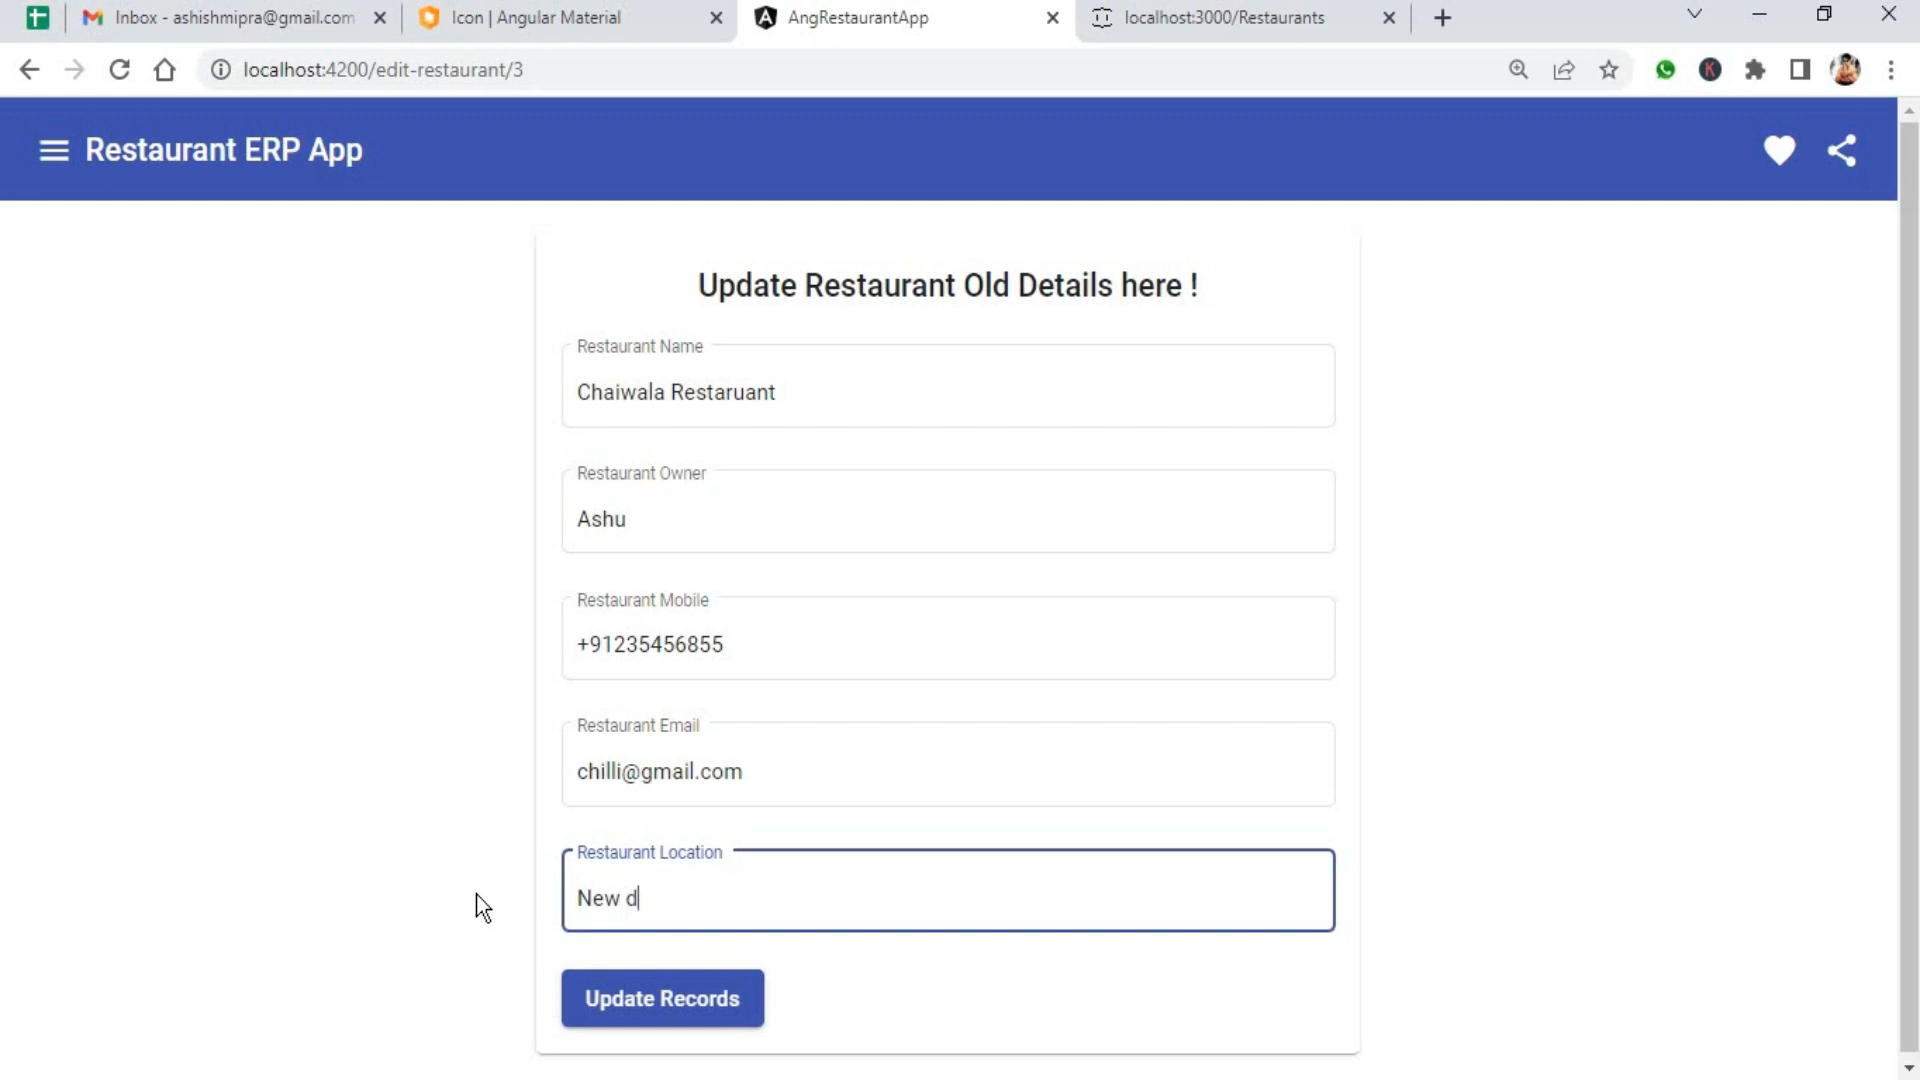 Inbox - ashishmipra@gmail.com
Icon | Angular Material
AngRestaurantApp
localhost:3000/Restaurants
localhost:4200/edit-restaurant/3
K
Restaurant ERP App
Update Restaurant Old Details here !
Restaurant Name
Chaiwala Restaruant
Restaurant Owner
Ashu
Restaurant Mobile
+91235456855
Restaurant Email
chilli@gmail.com
Restaurant Location
New d
Update Records